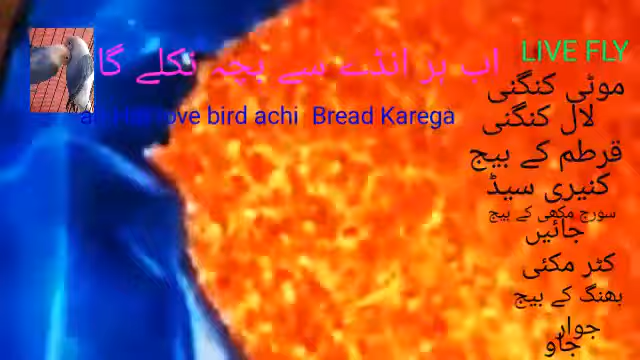 LIVE FLY
اب ہر انڈے سے بچہ نکلے گا
love bird achi Bread Karega
موٹی کنگنی
لال کنگنی
قرطم کے بیج
کنیری سیڈ
سورج مکھی کے بیج
جائیں
کٹر مکئی
بھنگ کے بیج
جوار
جاو